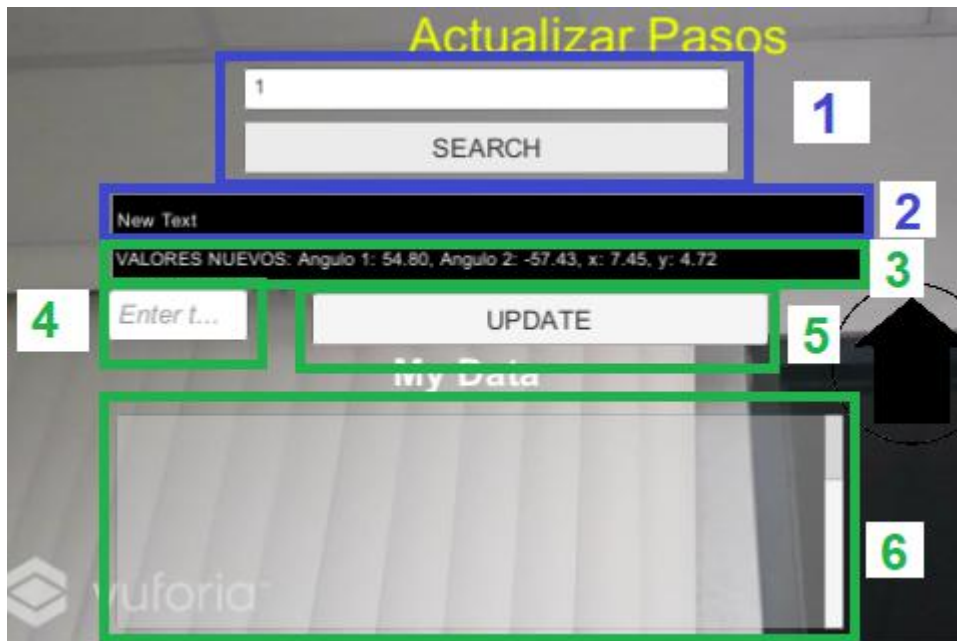 Actualizar Pasos
1
1
SEARCH
New Text
2
VALORES NUEVOS: Angulo 1: 54.80, Angulo 2: -57.43, x: 7.45, y: 4.72
3
4
Enter t...
UPDATE
5
My Data
6
vuforia